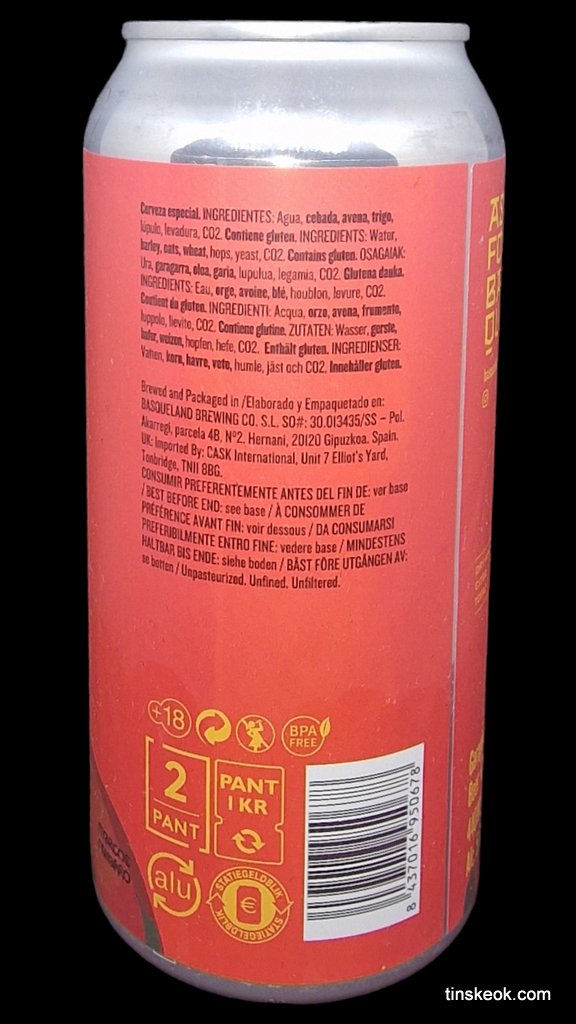 Cerveza especial. INGREDIENTES: Agua, cebada, avena, trigo,
lúpulo, levadura, CO2. Contiene gluten. INGREDIENTS: Water,
barley, oats, wheat, hops, yeast, CO2. Contains gluten. OSAGAIAK:
Ura, garagarra, oloa, garia, lupulua, legamia, CO2. Glutena dauka.
INGRÉDIENTS: Eau, orge, avoine, blé, houblon, levure, CO2.
Contient du gluten. INGREDIENTI: Acqua, orzo, avena, frumento,
luppolo, lievito, CO2. Contiene glutine. ZUTATEN: Wasser, gerste,
hafer, weizen, hopfen, hefe, CO2. Enthält gluten. INGREDIENSER:
Vatten, korn, havre, vete, humle, jäst och CO2. Innehåller gluten.
Brewed and Packaged in /Elaborado y Empaquetado en:
BASQUELAND BREWING CO. S.L. SO#: 30.013435/SS – Pol.
Akarregi, parcela 4B, Nº2. Hernani, 20120 Gipuzkoa. Spain.
UK: Imported By: CASK International, Unit 7 Elliot's Yard,
Tonbridge, TN11 8BG.
CONSUMIR PREFERENTEMENTE ANTES DEL FIN DE: ver base
/ BEST BEFORE END: see base / À CONSOMMER DE
PRÉFÉRENCE AVANT FIN: voir dessous / DA CONSUMARSI
PREFERIBILMENTE ENTRO FINE: vedere base / MINDESTENS
HALTBAR BIS ENDE: siehe boden / BÄST FÖRE UTGÅNGEN AV:
se botten / Unpasteurized. Unfined. Unfiltered.
+18
BPA
FREE
2
PANT
PANT
1 KR
alu
STATIEGELDBLIK
€
STATIEGELDBLIK
8 437016 950678
tinskeok.com